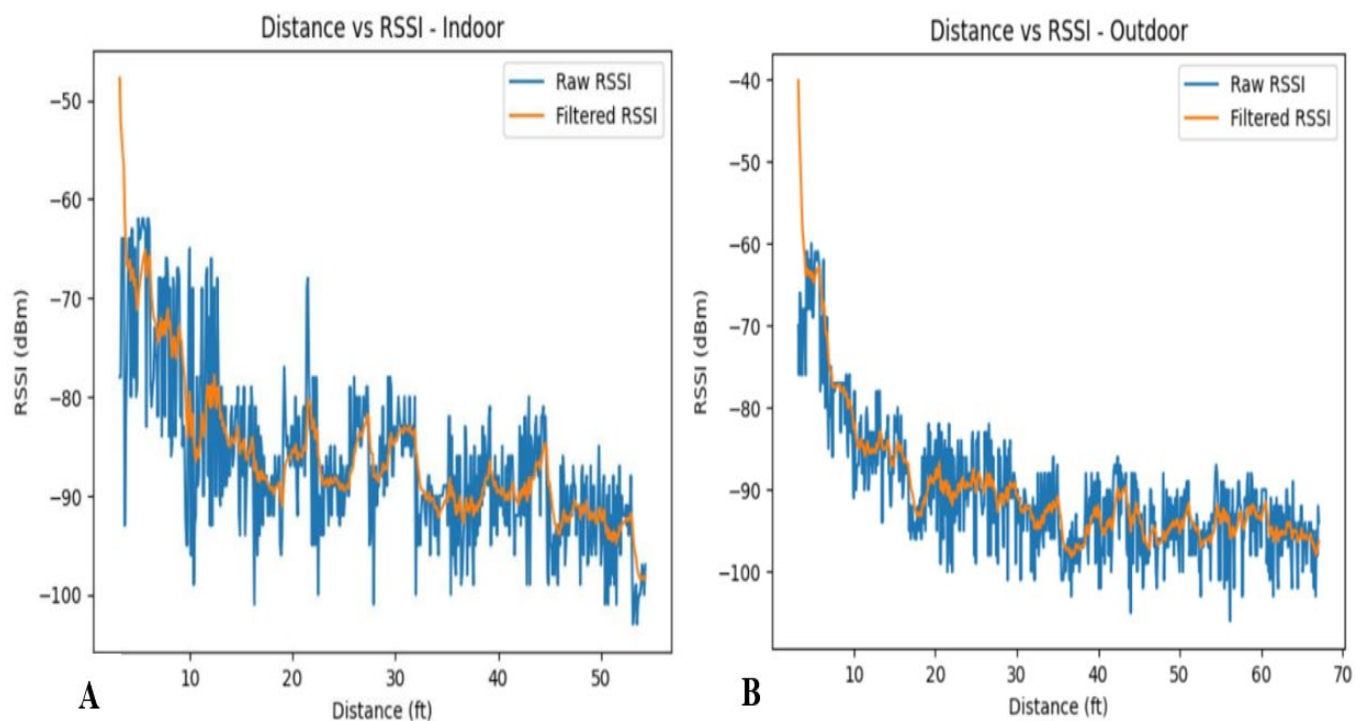 Distance vs RSSI - Indoor
Raw RSSI
Filtered RSSI
RSSI (dBm)
−50
−60
−70
−80
−90
−100
10
20
30
40
50
Distance (ft)
A
Distance vs RSSI - Outdoor
Raw RSSI
Filtered RSSI
RSSI (dBm)
−40
−50
−60
−70
−80
−90
−100
10
20
30
40
50
60
70
Distance (ft)
B